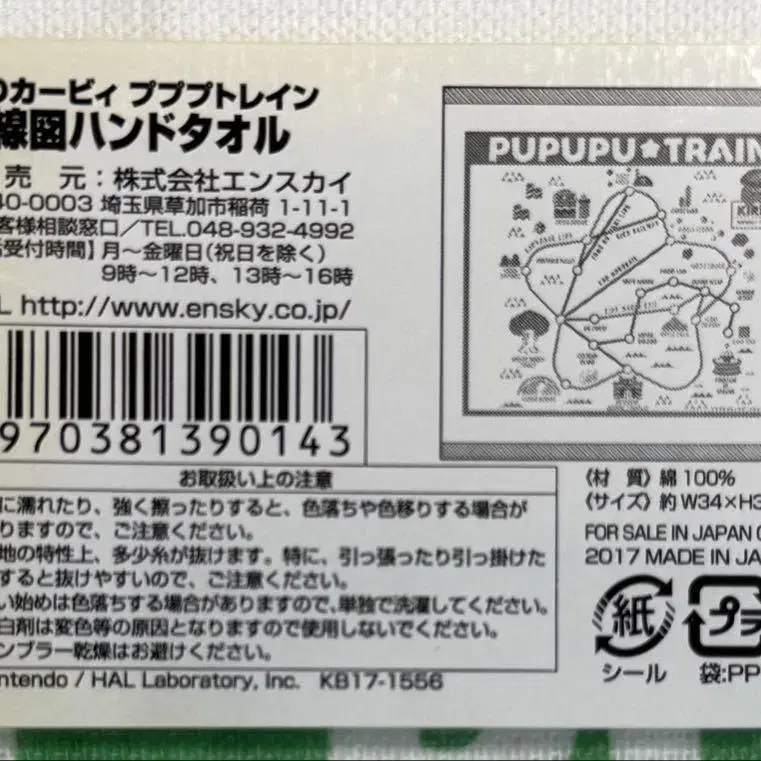 カービィ プププトレイン
線図ハンドタオル
売 元：株式会社エンスカイ
40-0003 埼玉県草加市稲荷 1-11-1
客様相談窓口／TEL.048-932-4992
受付時間】月～金曜日(祝日を除く)
9時～12時、13時～16時
http://www.ensky.co.jp/
970381390143
PUPUPU★TRAIN
お取扱い上の注意
に濡れたり、強く擦ったりすると、色落ちや色移りする場合が
りますので、ご注意ください。
地の特性上、多少糸が抜けます。特に、引っ張ったり引っ掛けた
すると抜けやすいので、ご注意ください。
い始めは色落ちする場合がありますので、単独で洗濯してください。
白剤は変色等の原因となりますので使用しないでください。
ンブラー乾燥はお避けください。
intendo / HAL Laboratory, Inc. KB17-1556
〈材 質〉綿100%
〈サイズ〉約W34×H3
FOR SALE IN JAPAN
2017 MADE IN JA
紙
シール
プラ
袋:PP